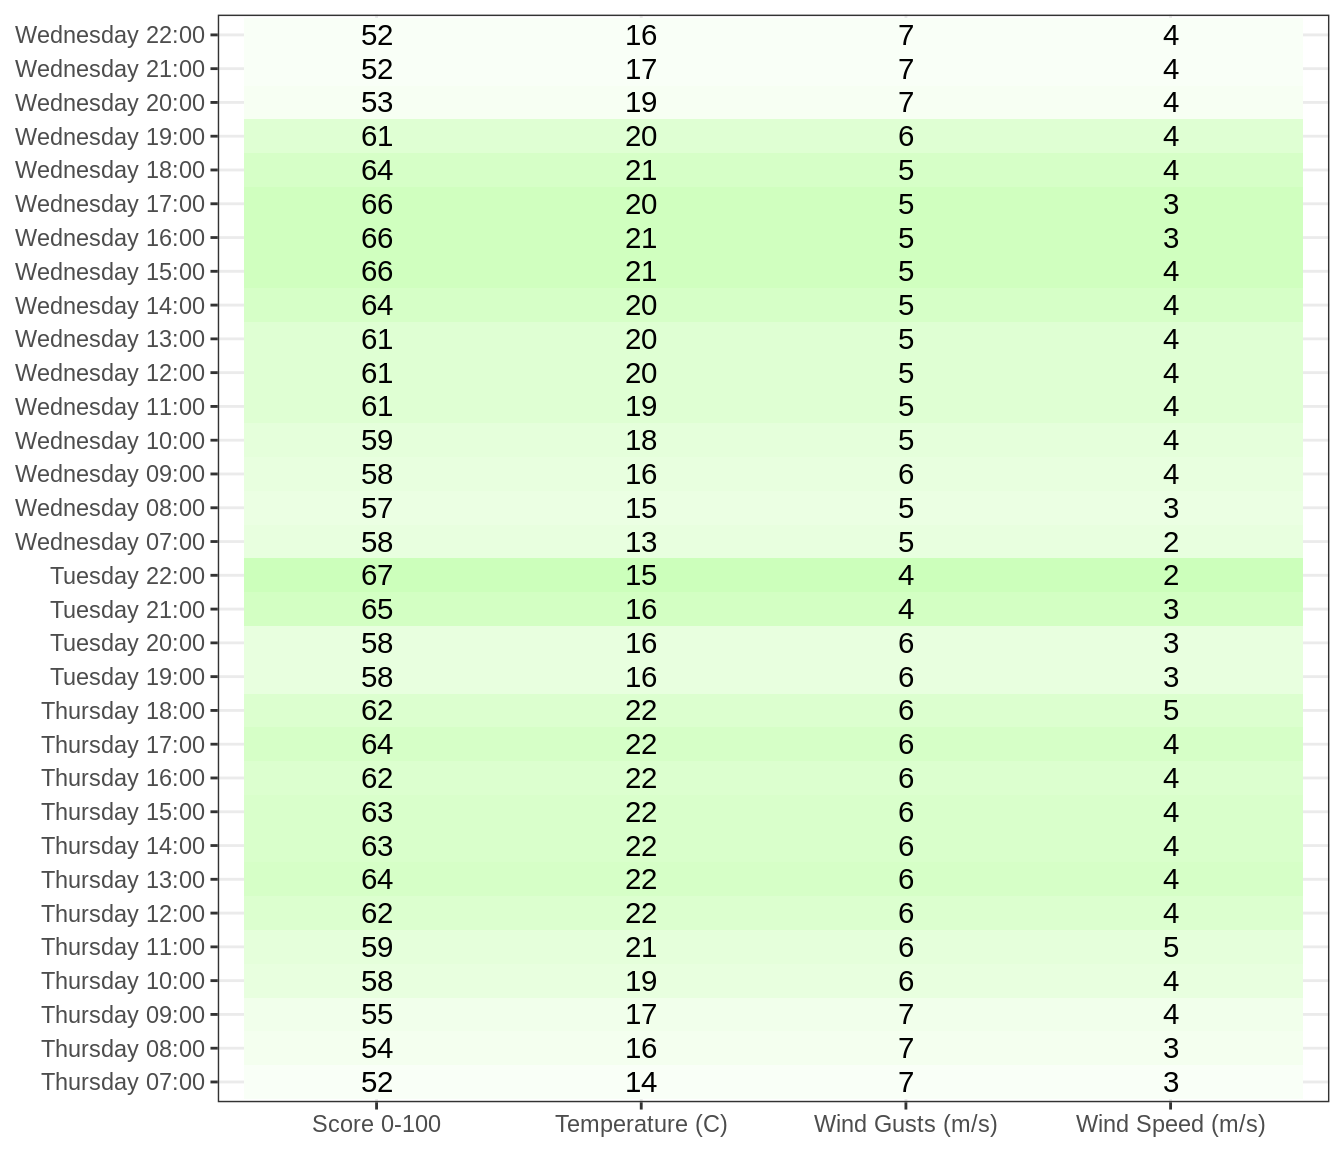 Wednesday 22:00 52 16 7 4
Wednesday 21:00 52 17 7 4
Wednesday 20:00 53 19 7 4
Wednesday 19:00 61 20 6 4
Wednesday 18:00 64 21 5 4
Wednesday 17:00 66 20 5 3
Wednesday 16:00 66 21 5 3
Wednesday 15:00 66 21 5 4
Wednesday 14:00 64 20 5 4
Wednesday 13:00 61 20 5 4
Wednesday 12:00 61 20 5 4
Wednesday 11:00 61 19 5 4
Wednesday 10:00 59 18 5 4
Wednesday 09:00 58 16 6 4
Wednesday 08:00 57 15 5 3
Wednesday 07:00 58 13 5 2
Tuesday 22:00 67 15 4 2
Tuesday 21:00 65 16 4 3
Tuesday 20:00 58 16 6 3
Tuesday 19:00 58 16 6 3
Thursday 18:00 62 22 6 5
Thursday 17:00 64 22 6 4
Thursday 16:00 62 22 6 4
Thursday 15:00 63 22 6 4
Thursday 14:00 63 22 6 4
Thursday 13:00 64 22 6 4
Thursday 12:00 62 22 6 4
Thursday 11:00 59 21 6 5
Thursday 10:00 58 19 6 4
Thursday 09:00 55 17 7 4
Thursday 08:00 54 16 7 3
Thursday 07:00 52 14 7 3
Score 0-100 Temperature (C) Wind Gusts (m/s) Wind Speed (m/s)